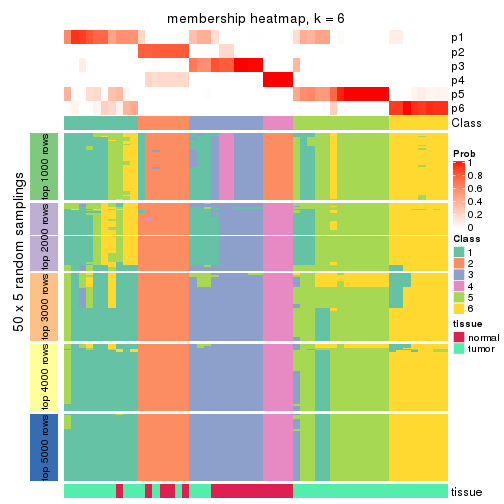 membership heatmap, k = 6
p1
p2
p3
p4
p5
p6
Class
50 x 5 random samplings
top 1000 rows
top 2000 rows
top 3000 rows
top 4000 rows
top 5000 rows
tissue
Prob
1
0.8
0.6
0.4
0.2
0
Class
1
2
3
4
5
6
tissue
normal
tumor